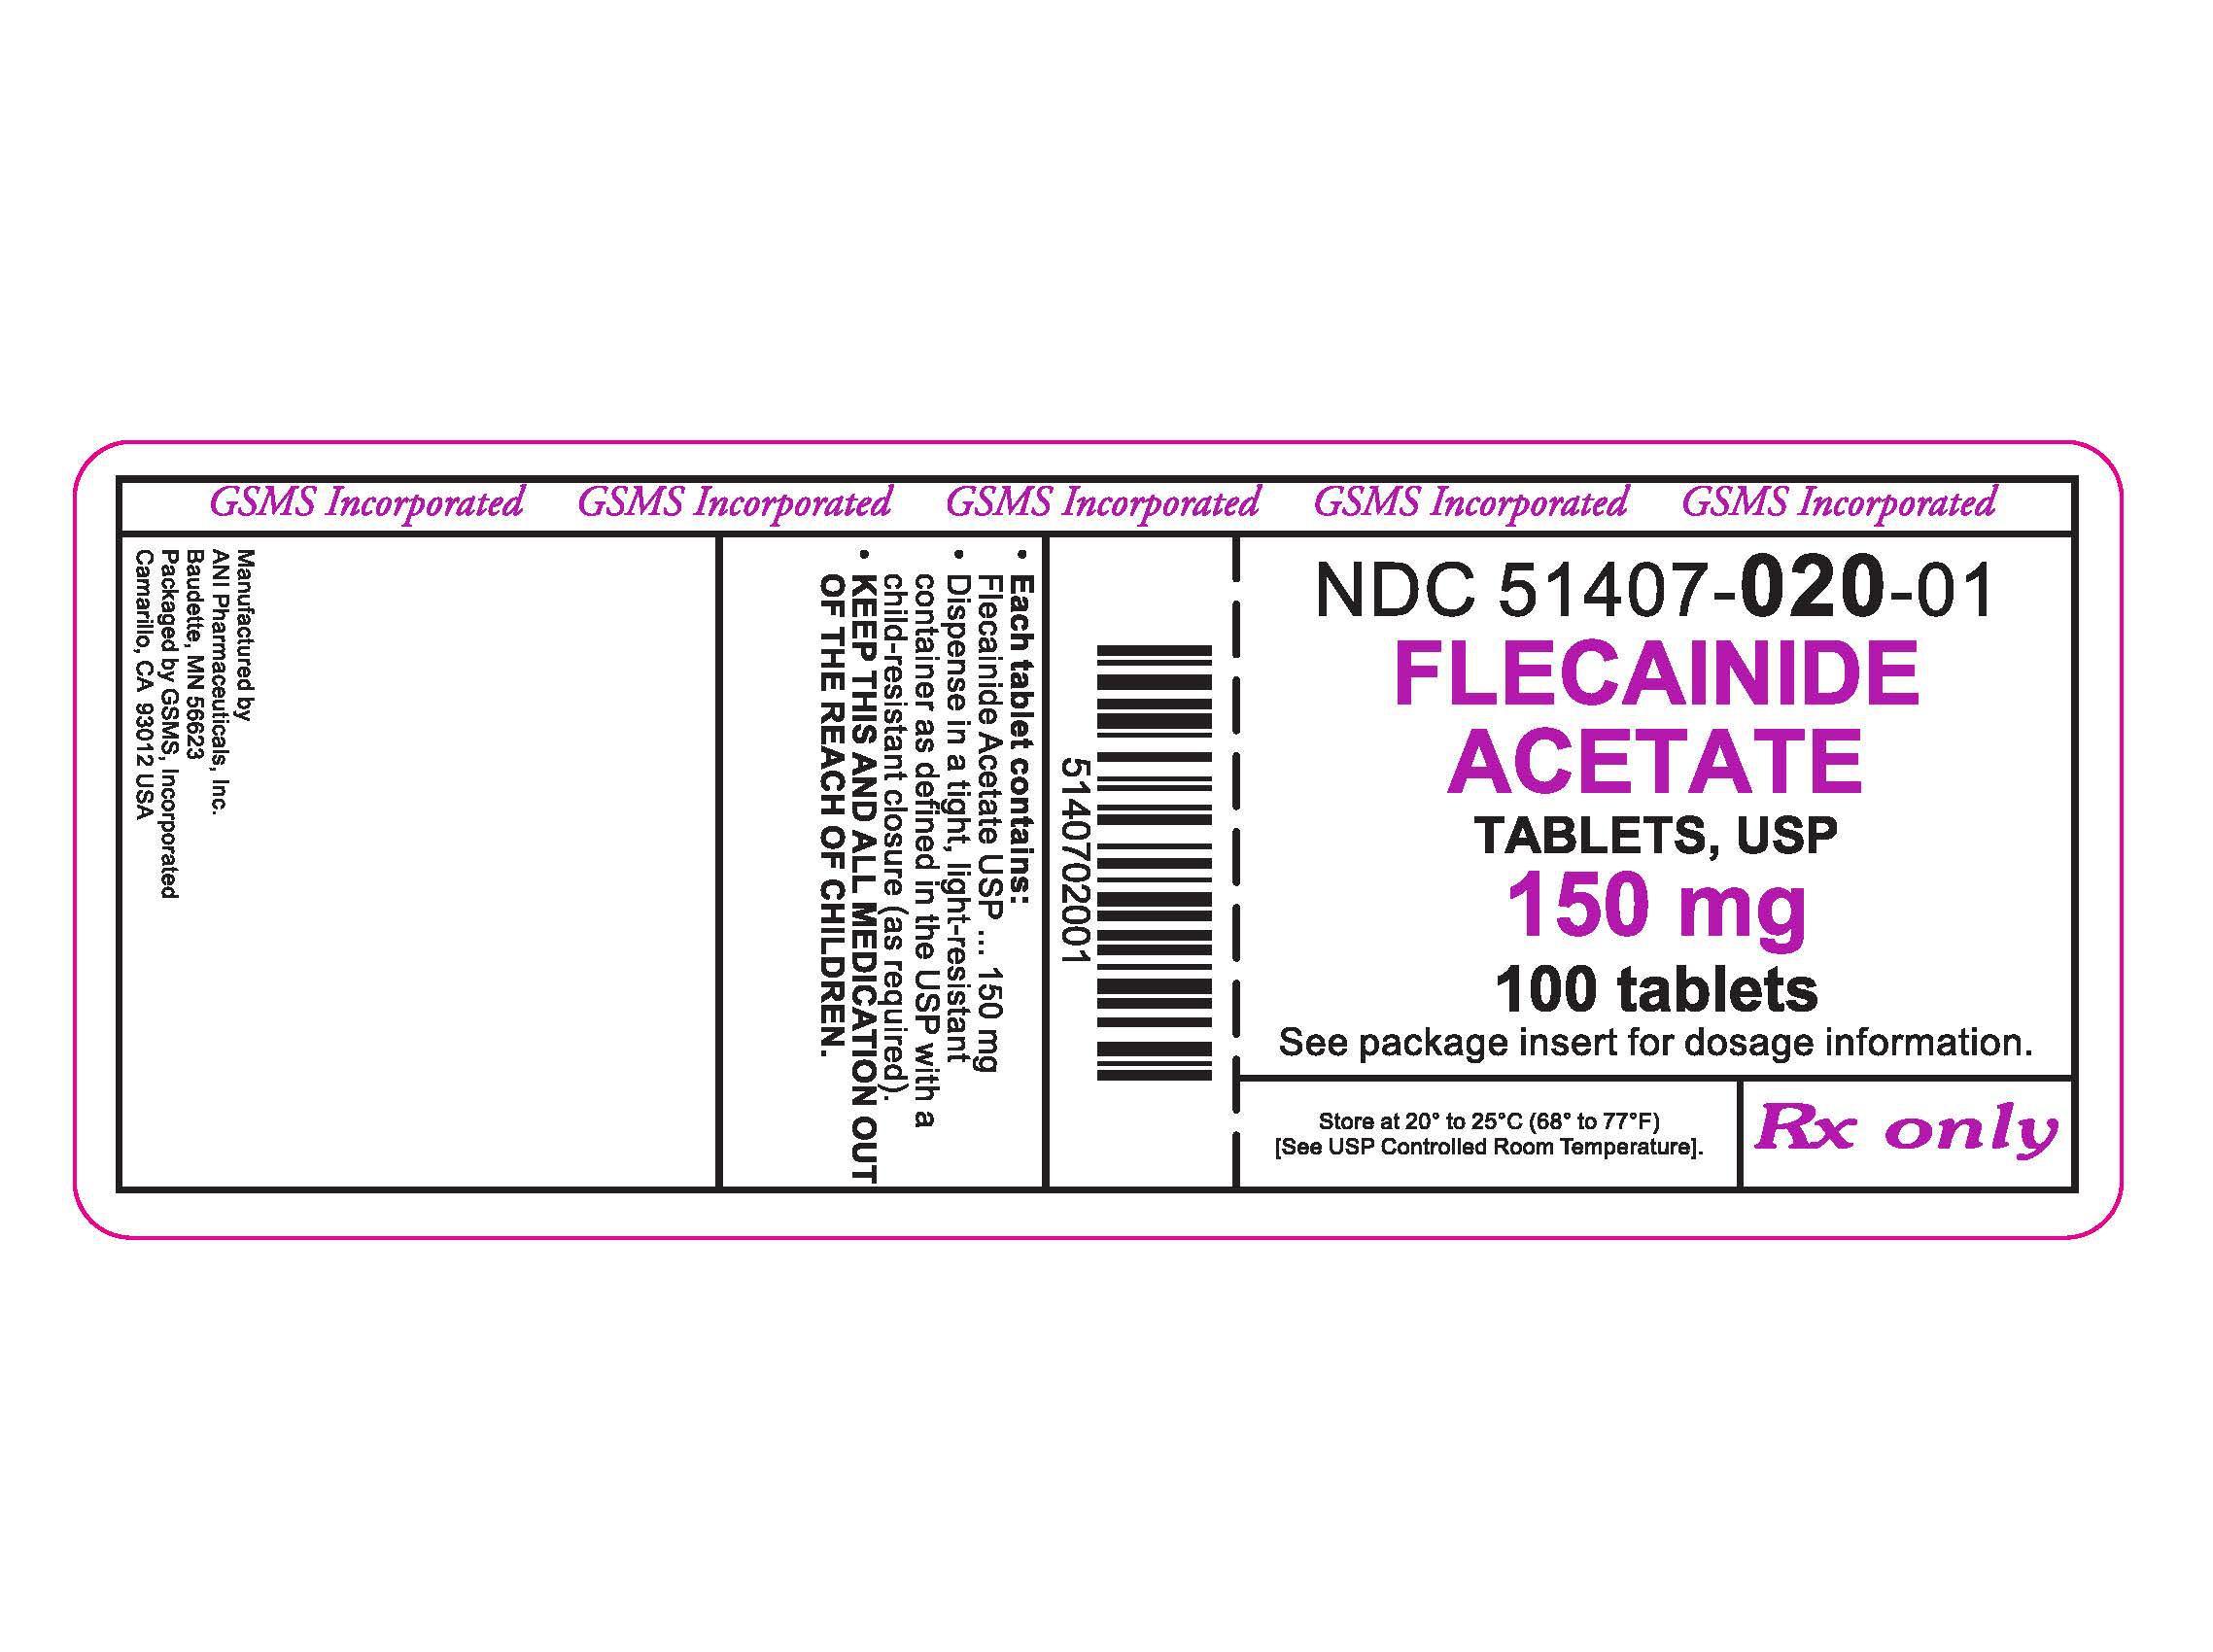 GSMS Incorporated GSMS Incorporated GSMS Incorporated GSMS Incorporated GSMS Incorporated
NDC 51407-020-01
FLECAINIDE
ACETATE
TABLETS, USP
150 mg
100 tablets
See package insert for dosage information.
Store at 20° to 25°C (68° to 77°F)
[See USP Controlled Room Temperature].
Rx only
5140702001
• Each tablet contains:
Flecainide Acetate USP ... 150 mg
• Dispense in a tight, light-resistant
container as defined in the USP with a
child-resistant closure (as required).
• KEEP THIS AND ALL MEDICATION OUT
OF THE REACH OF CHILDREN.
Manufactured by
ANI Pharmaceuticals, Inc.
Baudette, MN 56623
Packaged by GSMS, Incorporated
Camarillo, CA 93012 USA